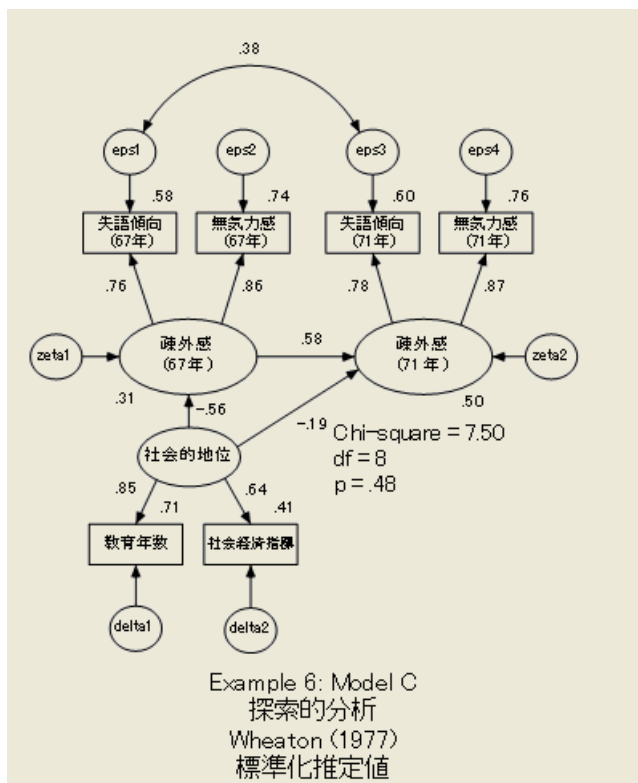 .38
eps1
eps2
eps3
eps4
.58
.74
.60
.76
失語傾向
(67年)
無気力感
(67年)
失語傾向
(71年)
無気力感
(71年)
.76
.86
.78
.87
zeta1
疎外感
(67年)
.58
疎外感
(71年)
zeta2
.31
.50
-.56
-.19
Chi-square = 7.50
df = 8
p = .48
社会的地位
.85
.71
.64
.41
教育年数
社会経済指標
delta1
delta2
Example 6: Model C
探索的分析
Wheaton (1977)
標準化推定値